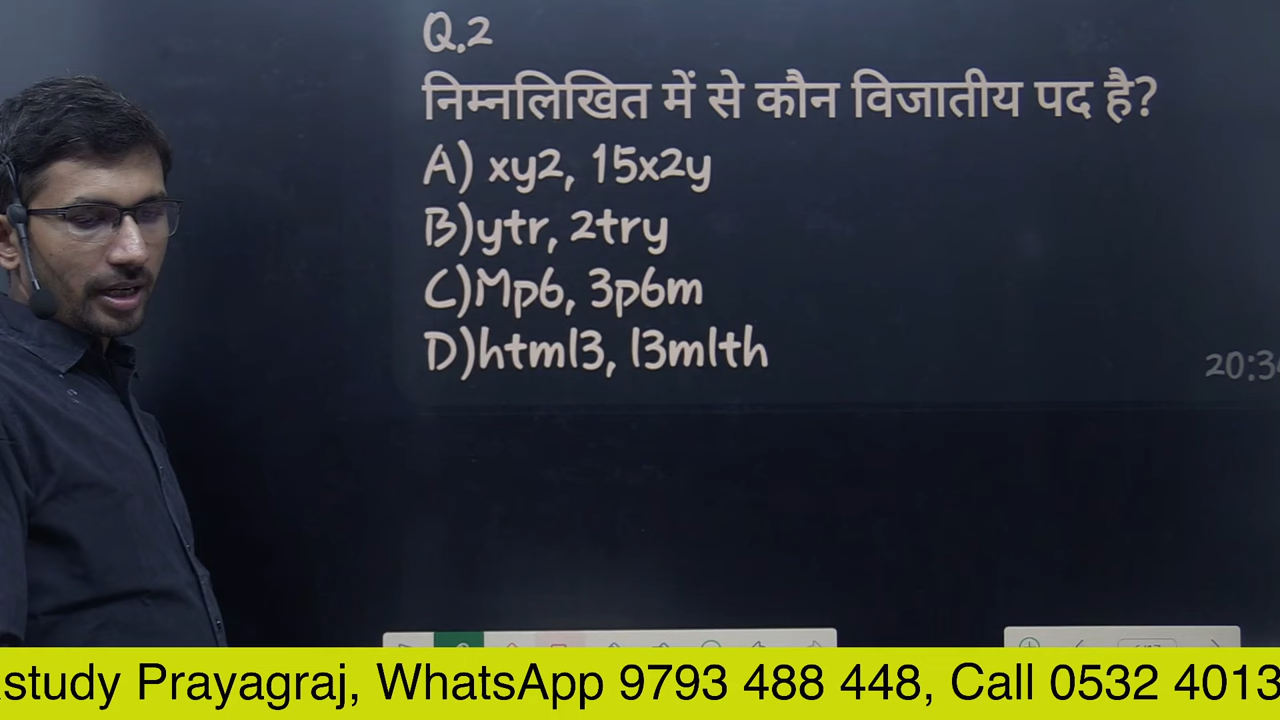 Q.2
निम्नलिखित में से कौन विजातीय पद है?
A) xy2, 15x2y
B)ytr, 2try
C)Mp6, 3p6m
D)html3, l3mlth
20:3
study Prayagraj, WhatsApp 9793 488 448, Call 0532 4013